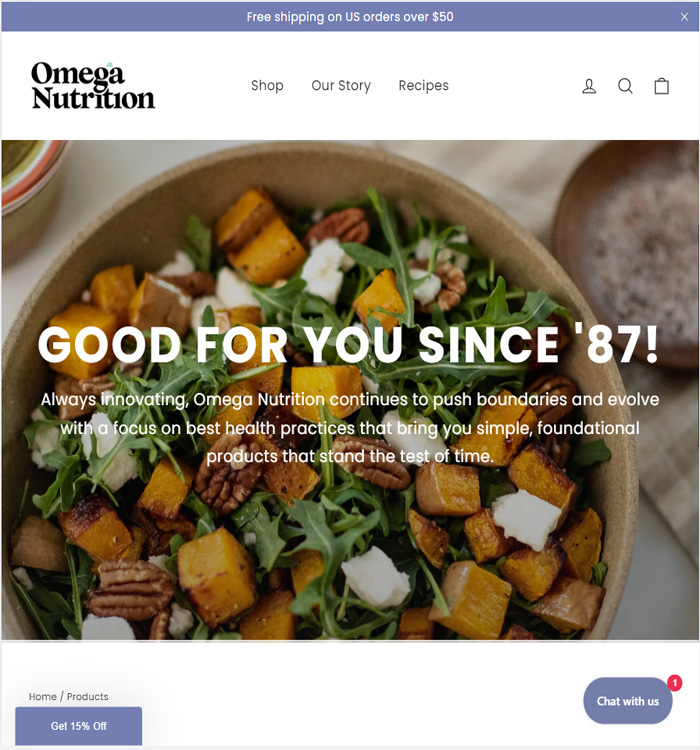 Free shipping on US orders over $50 X
Omega
Nutrition
Shop Our Story Recipes
GOOD FOR YOU SINCE '87!
Always innovating, Omega Nutrition continues to push boundaries and evolve
with a focus on best health practices that bring you simple, foundational
products that stand the test of time.
Home / Products
1
Chat with us
Get 15% Off